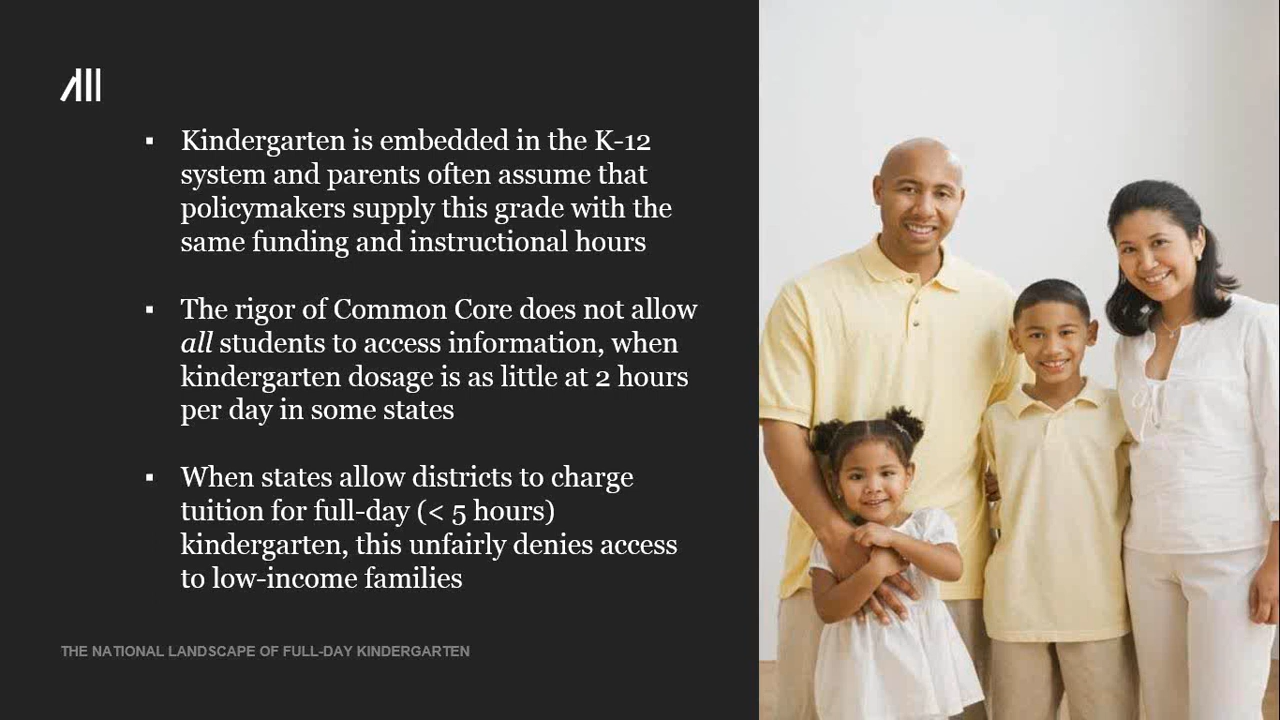 ▪ Kindergarten is embedded in the K-12
system and parents often assume that
policymakers supply this grade with the
same funding and instructional hours
▪ The rigor of Common Core does not allow
all students to access information, when
kindergarten dosage is as little at 2 hours
per day in some states
▪ When states allow districts to charge
tuition for full-day (< 5 hours)
kindergarten, this unfairly denies access
to low-income families
THE NATIONAL LANDSCAPE OF FULL-DAY KINDERGARTEN